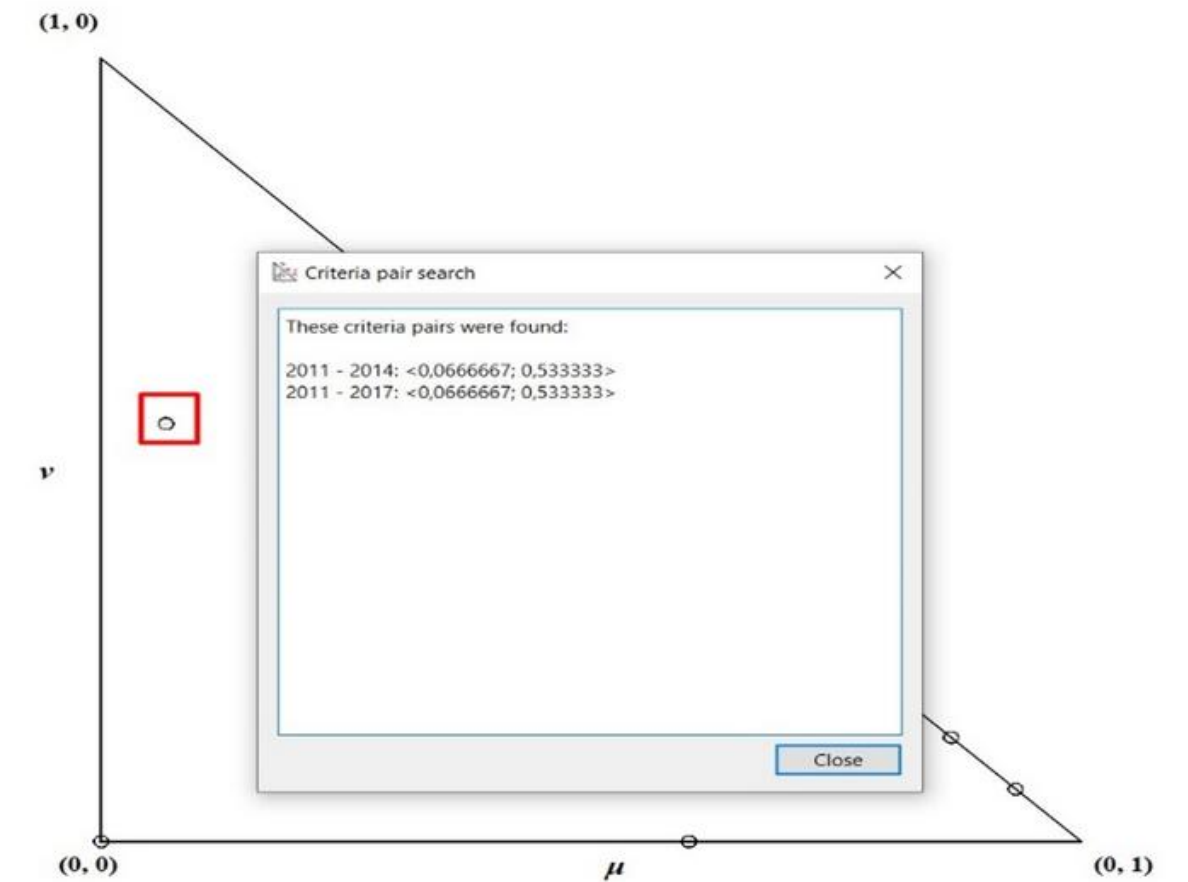 (1, 0)
Criteria pair search
These criteria pairs were found:
2011 - 2014: <0,0666667; 0,533333>
2011 - 2017: <0,0666667; 0,533333>
ν
Close
(0, 0)
μ
(0, 1)